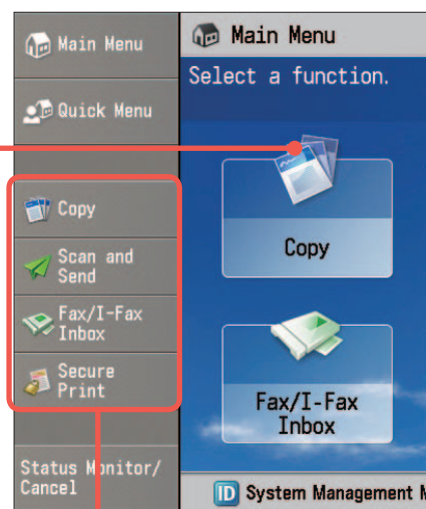 Main Menu
Quick Menu
Copy
Scan and
Send
Fax/I-Fax
Inbox
Secure
Print
Status Monitor/
Cancel
Main Menu
Select a function.
Copy
Fax/I-Fax
Inbox
ID System Management M